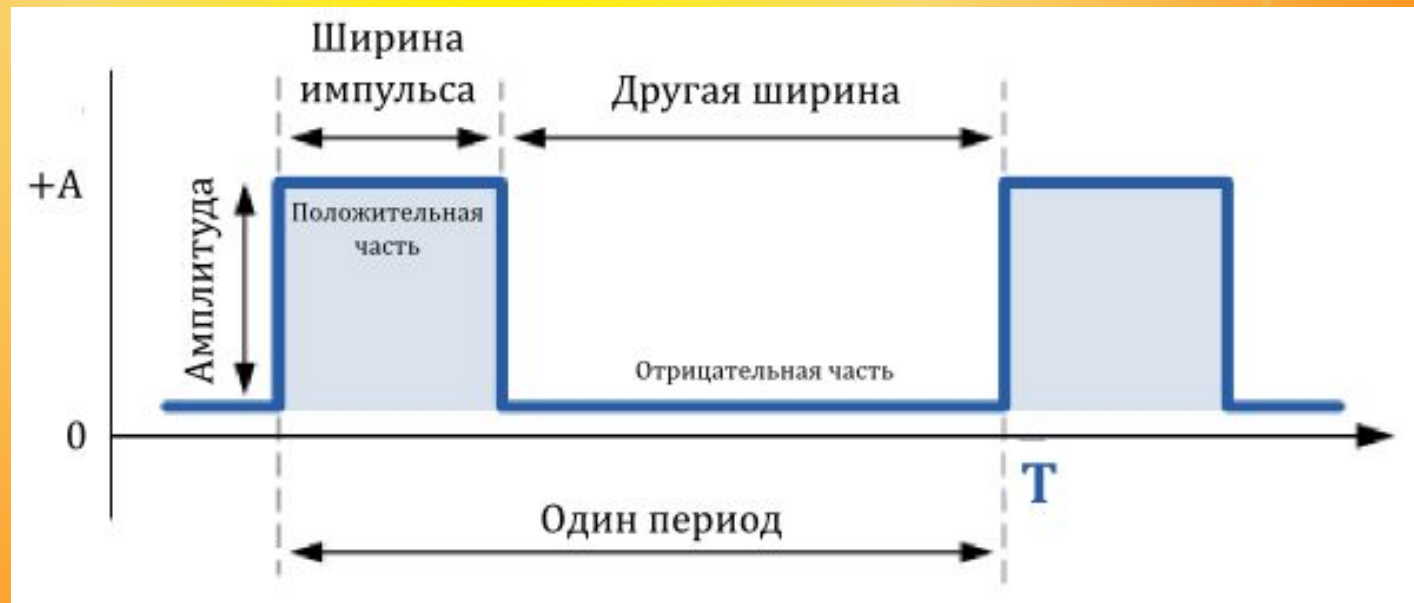 Ширина
импульса
Другая ширина
+А
Амплитуда
Положительная
часть
Отрицательная часть
0
Т
Один период